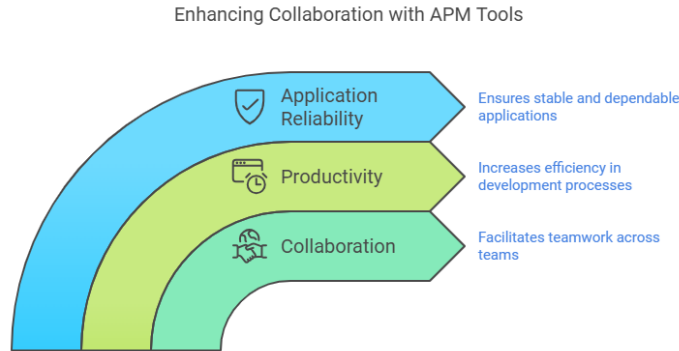 Enhancing Collaboration with APM Tools
Application
Reliability
Ensures stable and dependable
applications
Productivity
Increases efficiency in
development processes
Collaboration
Facilitates teamwork across
teams